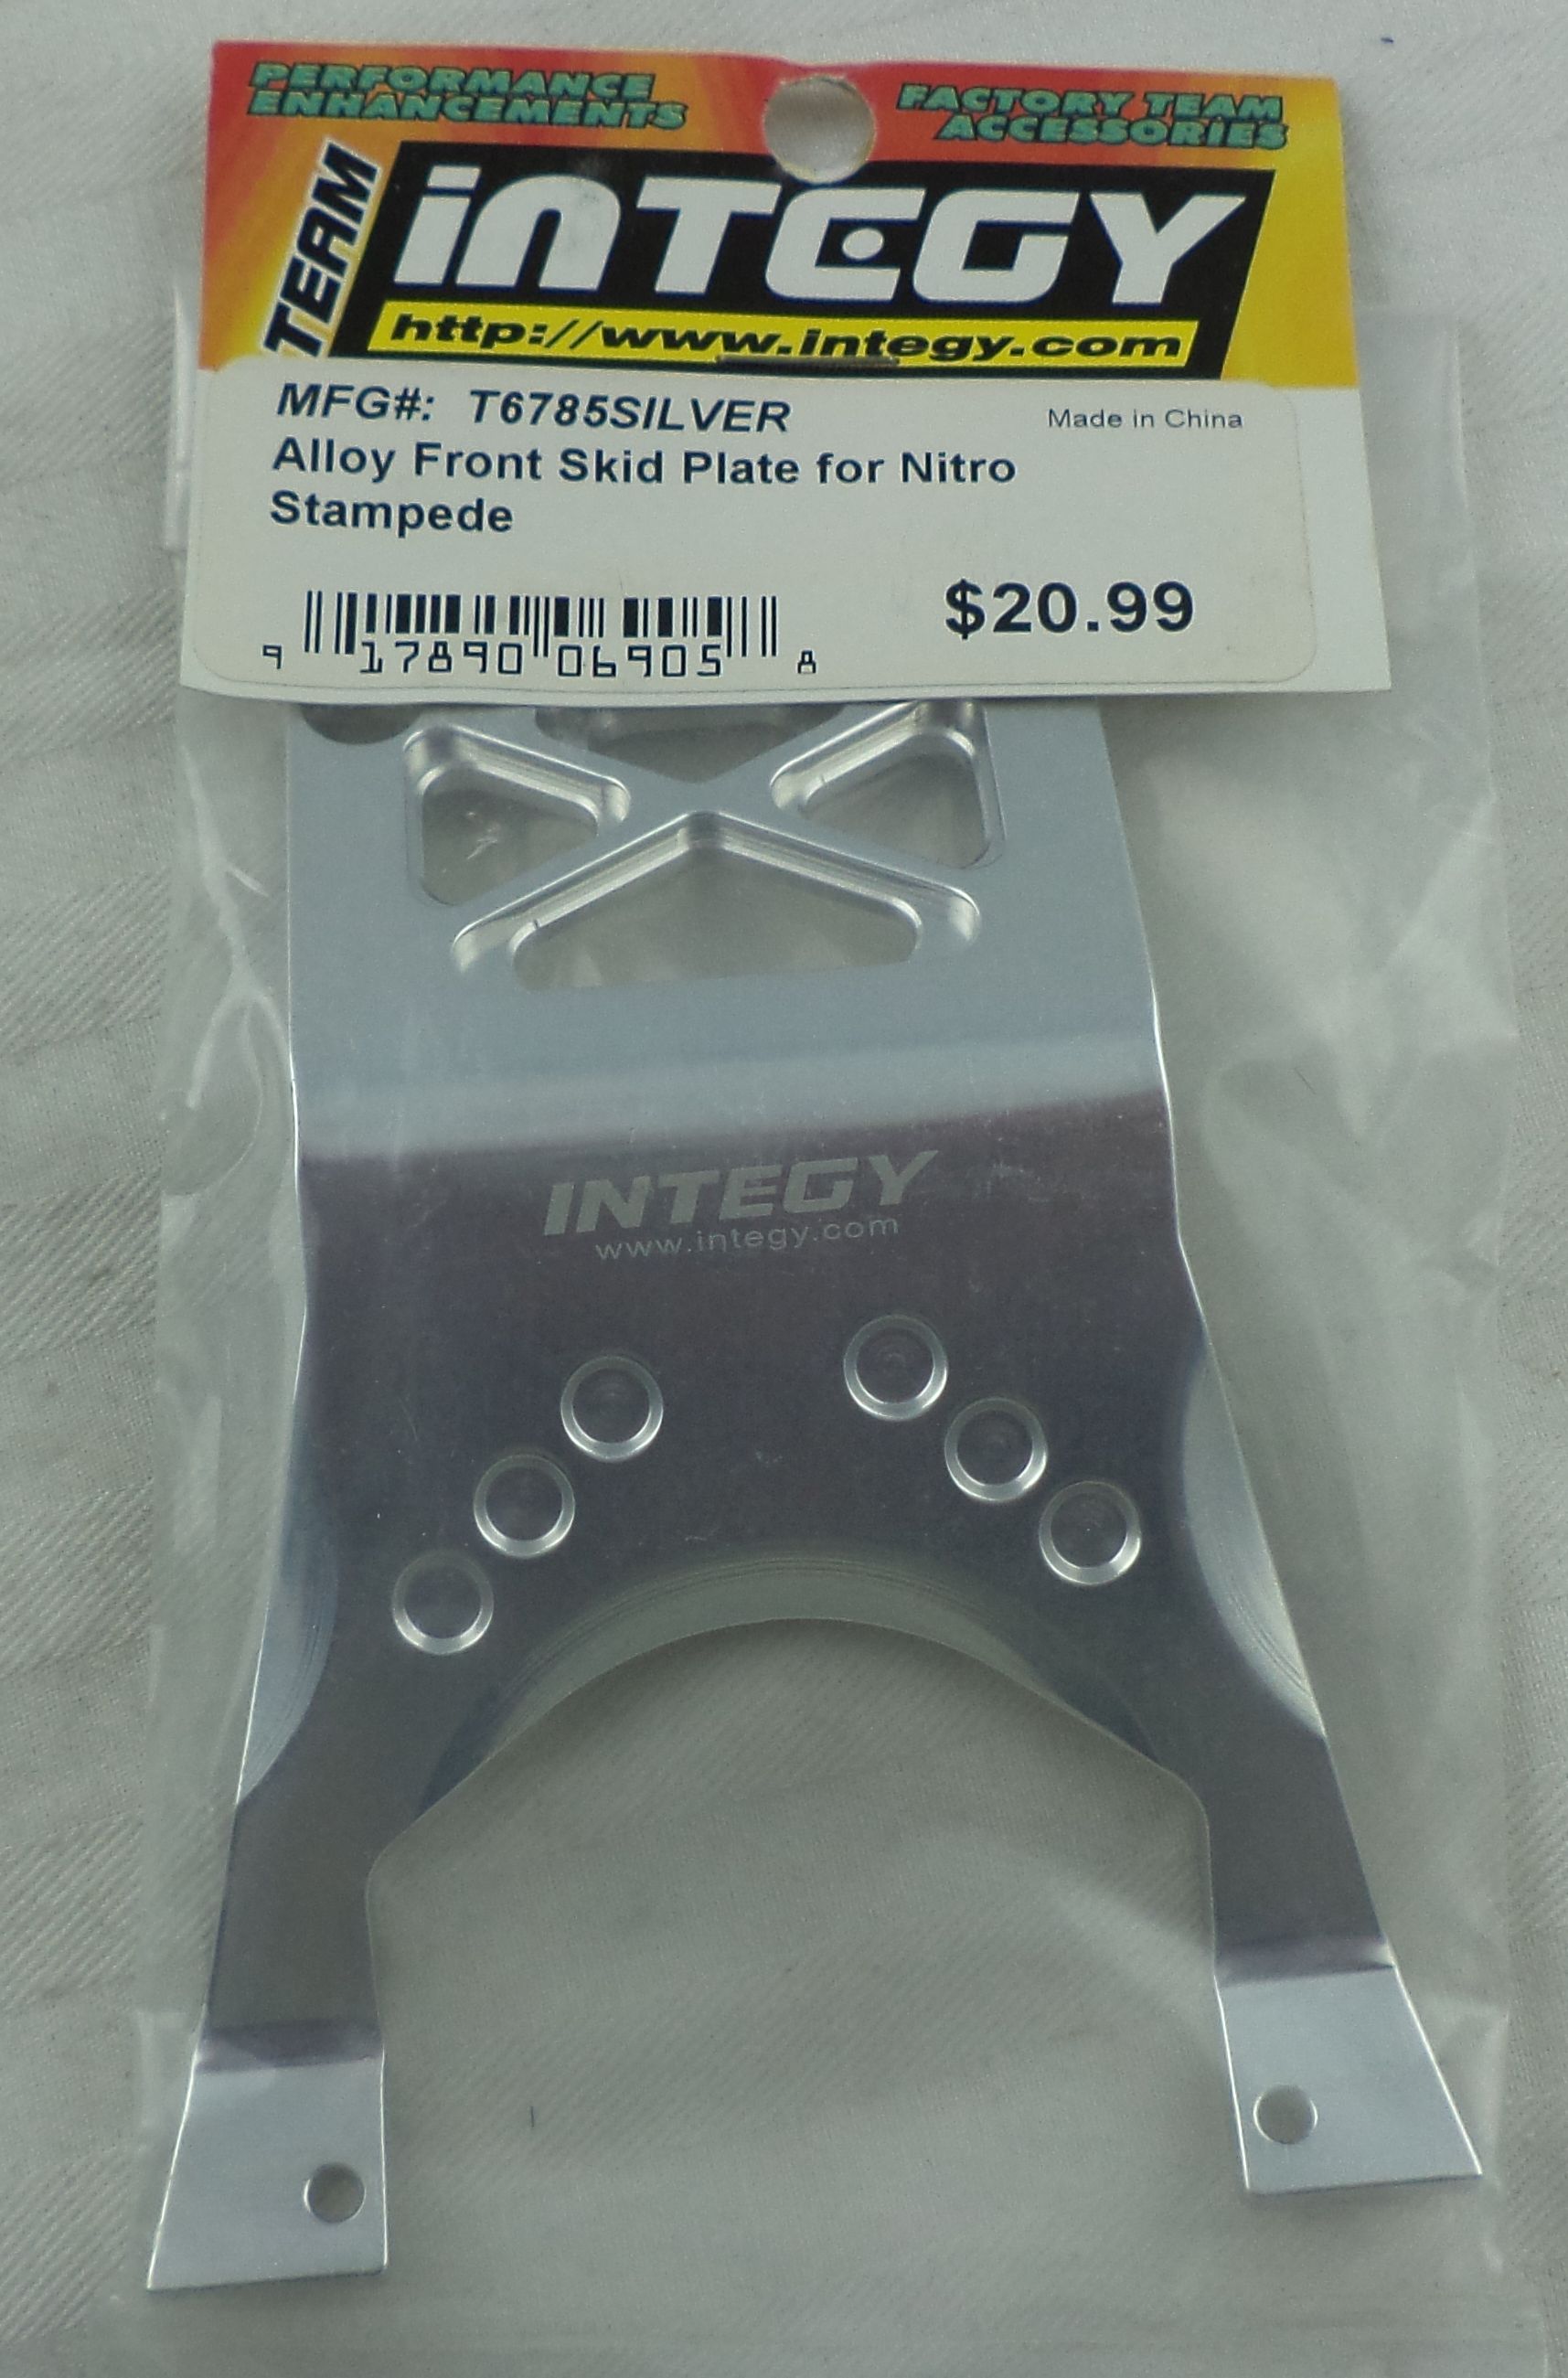 PERFORMANCE
ENHANCEMENTS
FACTORY TEAM
ACCESSORIES
TEAM
iNTEGY
http://www.integy.com
MFG#: T6785SILVER
Made in China
Alloy Front Skid Plate for Nitro
Stampede
$20.99
9 17890 06905 8
INTEGY
www.integy.com